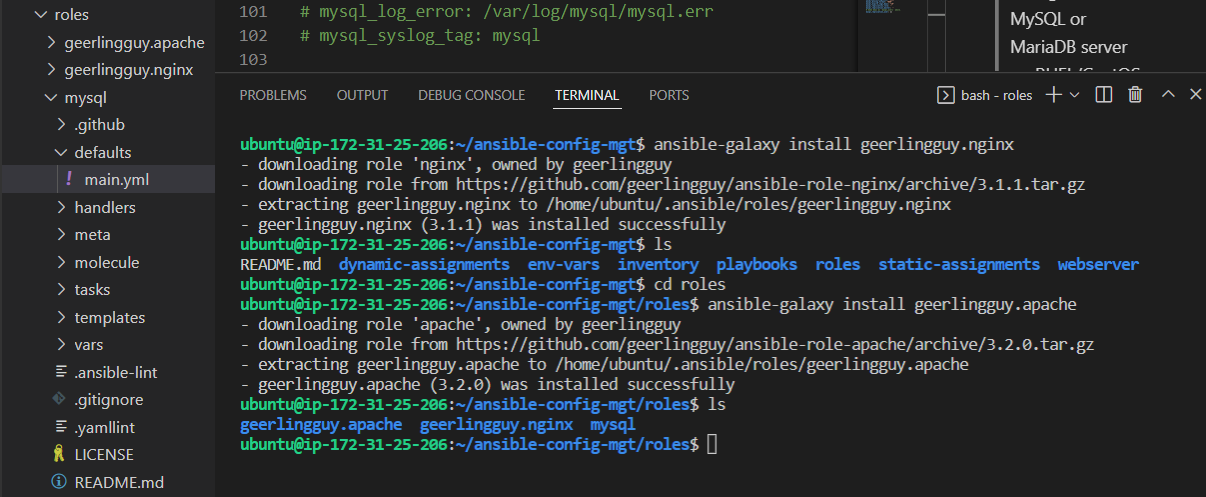 roles
geerlingguy.apache
geerlingguy.nginx
mysql
.github
defaults
! main.yml
handlers
meta
molecule
tasks
templates
vars
.ansible-lint
.gitignore
.yamllint
LICENSE
README.md
101 # mysql_log_error: /var/log/mysql/mysql.err
102 # mysql_syslog_tag: mysql
103
MySQL or
MariaDB server
PROBLEMS OUTPUT DEBUG CONSOLE TERMINAL PORTS bash - roles
ubuntu@ip-172-31-25-206:~/ansible-config-mgt$ ansible-galaxy install geerlingguy.nginx
- downloading role 'nginx', owned by geerlingguy
- downloading role from https://github.com/geerlingguy/ansible-role-nginx/archive/3.1.1.tar.gz
- extracting geerlingguy.nginx to /home/ubuntu/.ansible/roles/geerlingguy.nginx
- geerlingguy.nginx (3.1.1) was installed successfully
ubuntu@ip-172-31-25-206:~/ansible-config-mgt$ ls
README.md dynamic-assignments env-vars inventory playbooks roles static-assignments webserver
ubuntu@ip-172-31-25-206:~/ansible-config-mgt$ cd roles
ubuntu@ip-172-31-25-206:~/ansible-config-mgt/roles$ ansible-galaxy install geerlingguy.apache
- downloading role 'apache', owned by geerlingguy
- downloading role from https://github.com/geerlingguy/ansible-role-apache/archive/3.2.0.tar.gz
- extracting geerlingguy.apache to /home/ubuntu/.ansible/roles/geerlingguy.apache
- geerlingguy.apache (3.2.0) was installed successfully
ubuntu@ip-172-31-25-206:~/ansible-config-mgt/roles$ ls
geerlingguy.apache geerlingguy.nginx mysql
ubuntu@ip-172-31-25-206:~/ansible-config-mgt/roles$